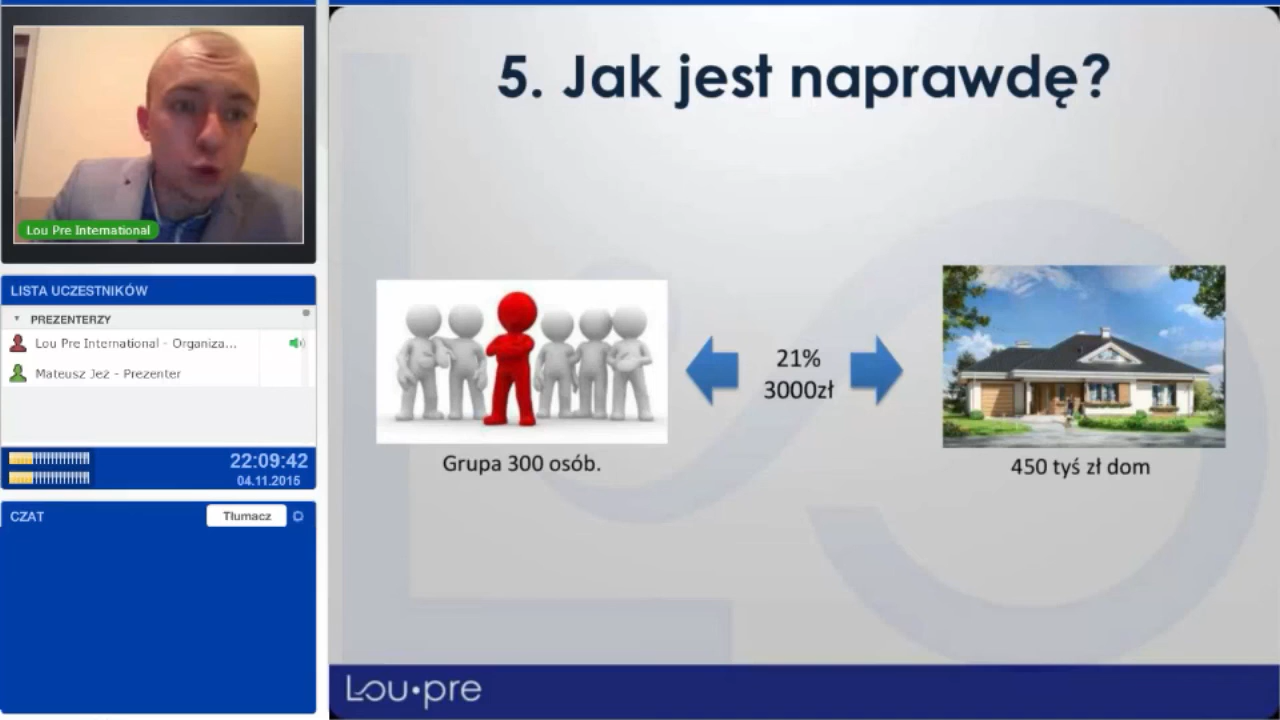 Lou Pre International
LISTA UCZESTNIKÓW
PREZENTERZY
Lou Pre International - Organiza...
Mateusz Jeż - Prezenter
22:09:42
04.11.2015
CZAT
Tłumacz
5. Jak jest naprawdę?
21%
3000zł
Grupa 300 osób.
450 tyś zł dom
Lou•pre